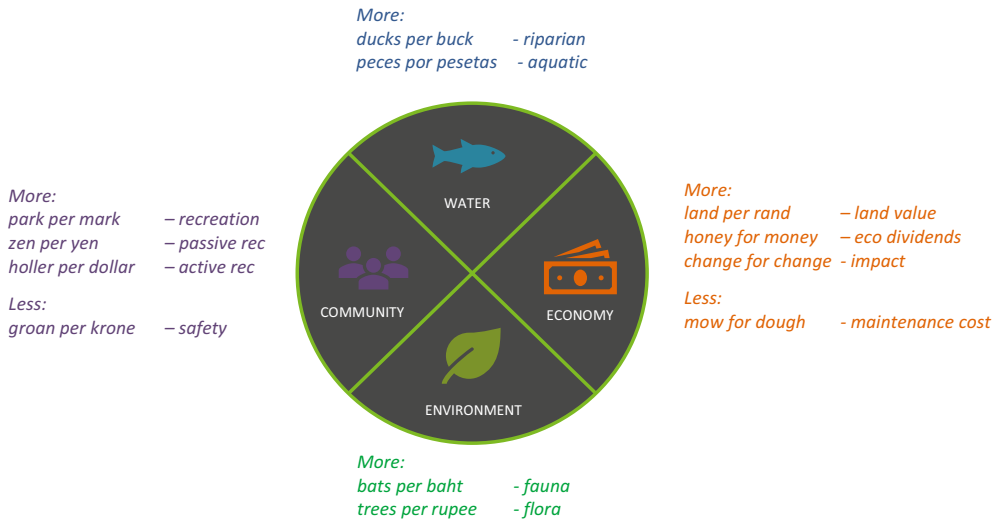 More:
ducks per buck - riparian
peces por pesetas - aquatic
WATER
More:
park per mark – recreation
zen per yen – passive rec
holler per dollar – active rec
Less:
groan per krone – safety
COMMUNITY
ECONOMY
More:
land per rand – land value
honey for money – eco dividends
change for change - impact
Less:
mow for dough - maintenance cost
ENVIRONMENT
More:
bats per baht - fauna
trees per rupee - flora